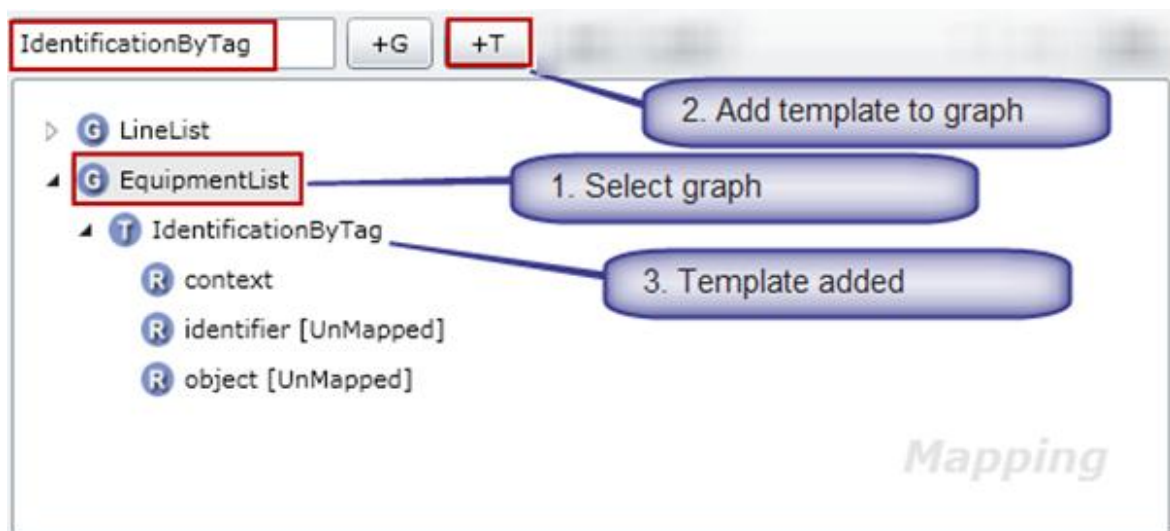 IdentificationByTag +G +T
2. Add template to graph
G LineList
G EquipmentList
1. Select graph
T IdentificationByTag
3. Template added
R context
R identifier [UnMapped]
R object [UnMapped]
Mapping